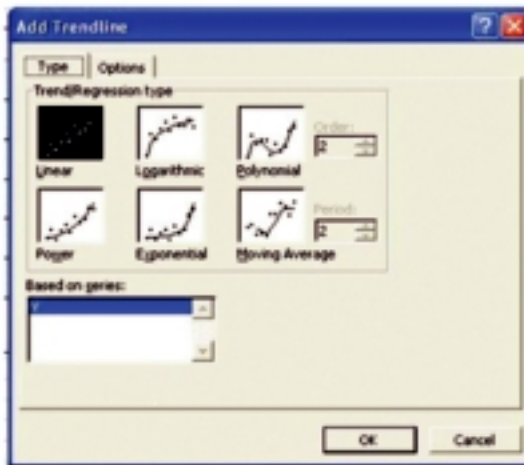 Add Trendline
Type Options
Trend/Regression type
Linear Logarithmic Polynomial Order: 2
Power Exponential Moving Average Period: 2
Based on series:
Y
OK Cancel